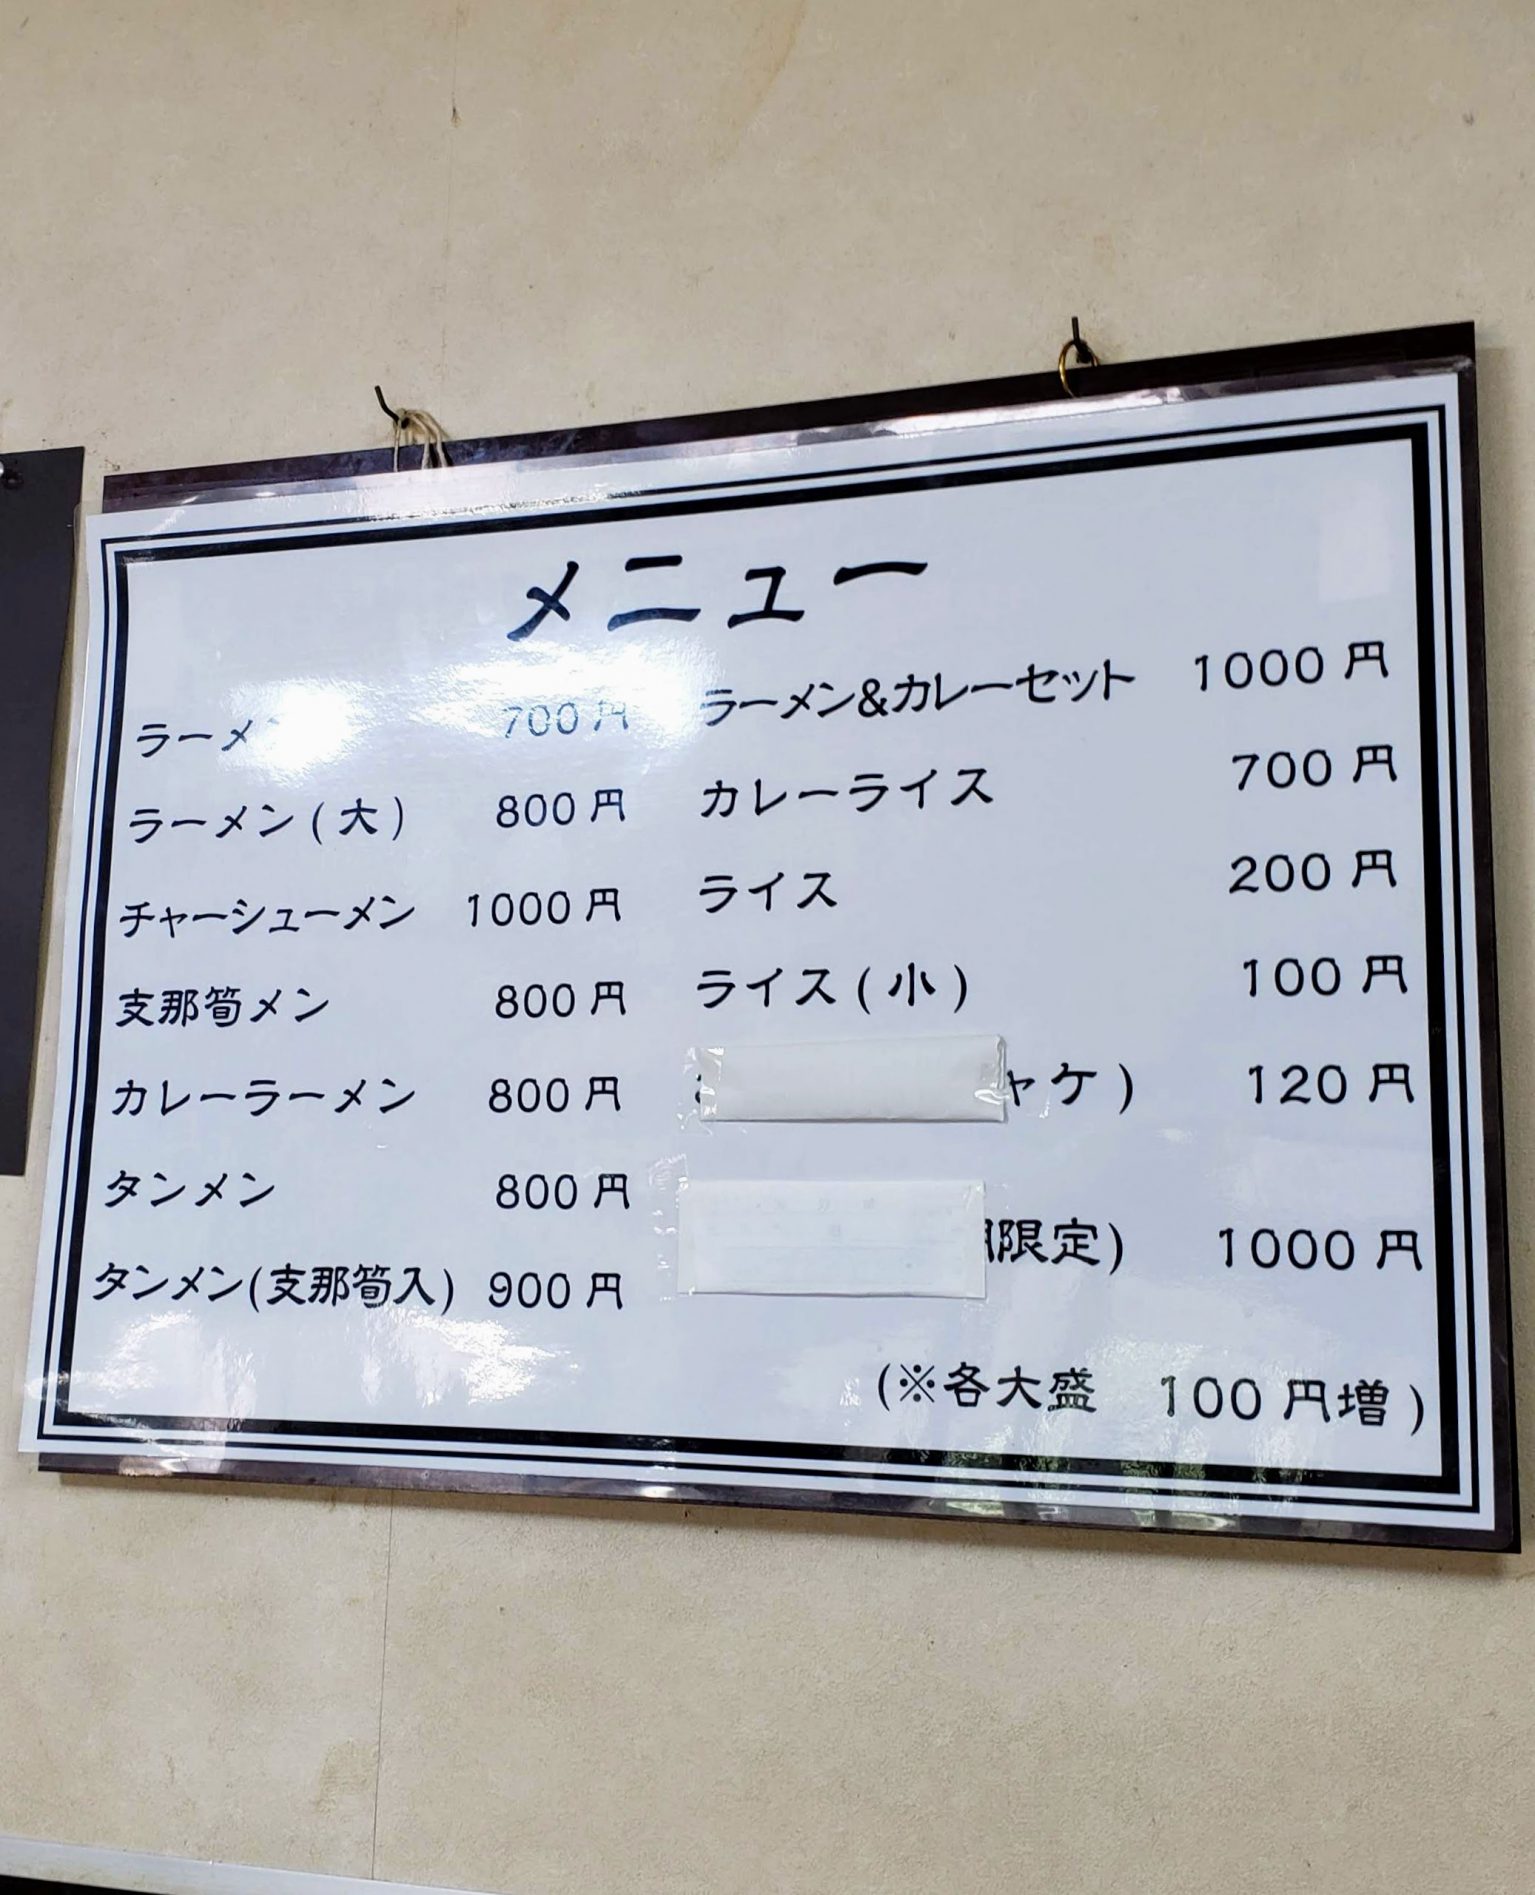 メニュー
ラーメン 700円
ラーメン(大) 800円
チャーシューメン 1000円
支那筍メン 800円
カレーラーメン 800円
タンメン 800円
タンメン(支那筍入) 900円
ラーメン&カレーセット 1000円
カレーライス 700円
ライス 200円
ライス(小) 100円
ャケ) 120円
限定) 1000円
(※各大盛 100円増)